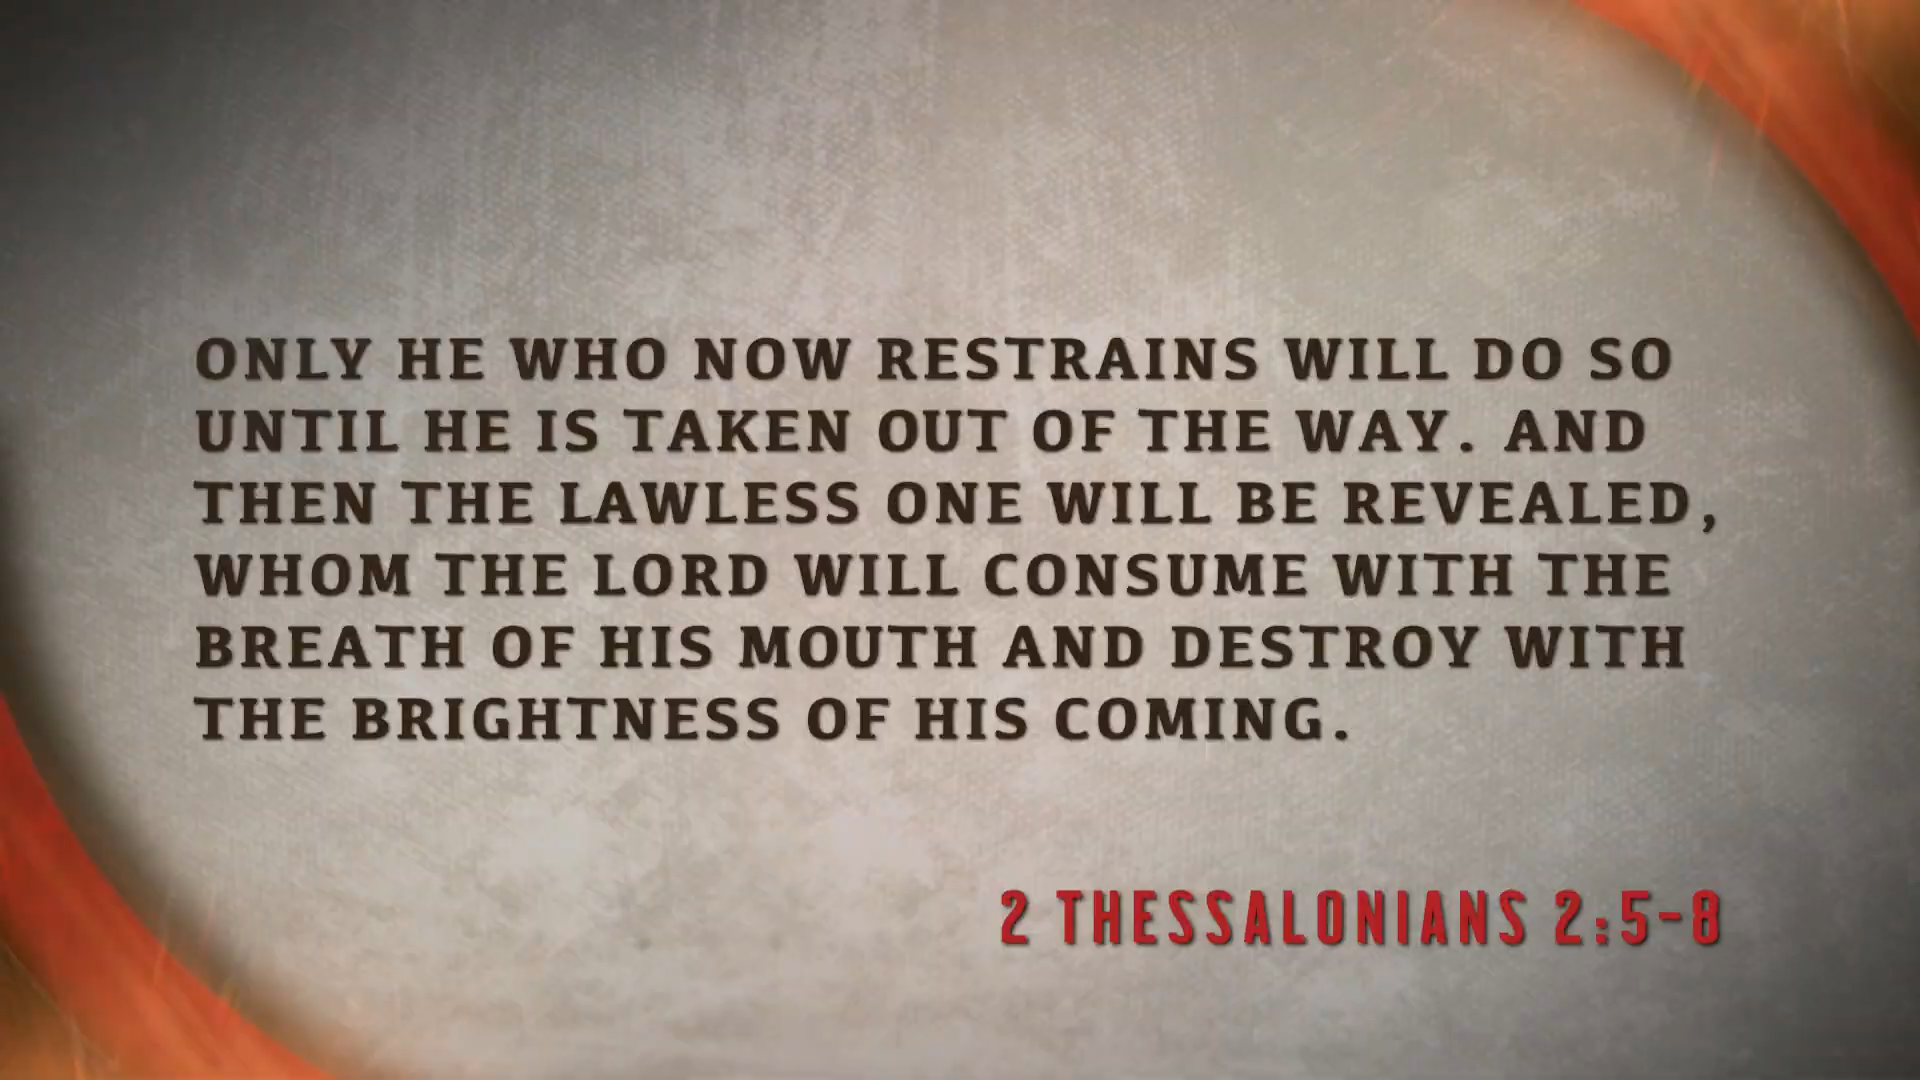 ONLY HE WHO NOW RESTRAINS WILL DO SO
UNTIL HE IS TAKEN OUT OF THE WAY. AND
THEN THE LAWLESS ONE WILL BE REVEALED,
WHOM THE LORD WILL CONSUME WITH THE
BREATH OF HIS MOUTH AND DESTROY WITH
THE BRIGHTNESS OF HIS COMING.
2 THESSALONIANS 2:5-8